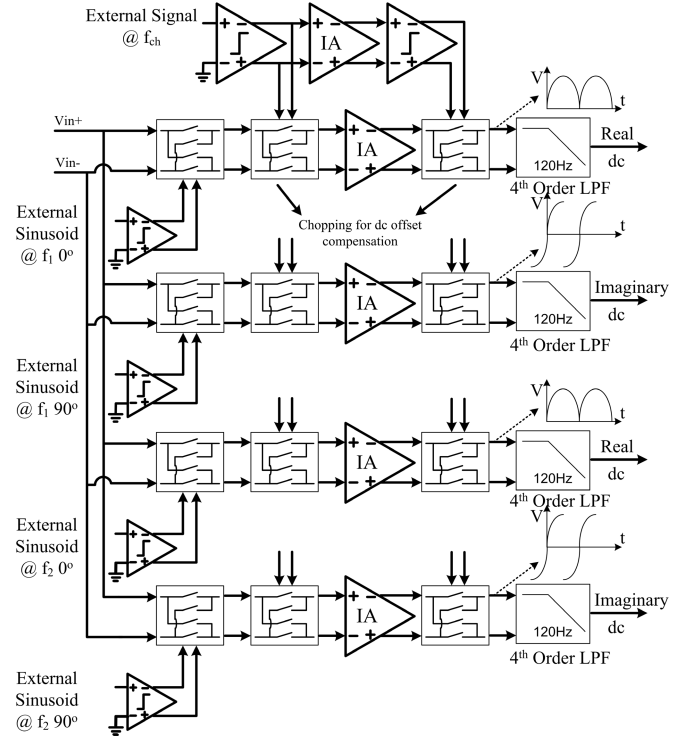 External Signal
@ fch
IA
Vin+
Vin-
+ -
- +
IA
V
t
120Hz
4th Order LPF
Real
dc
External
Sinusoid
@ f1 0º
Chopping for dc offset
compensation
V
t
IA
120Hz
4th Order LPF
Imaginary
dc
External
Sinusoid
@ f1 90º
V
t
IA
120Hz
4th Order LPF
Real
dc
External
Sinusoid
@ f2 0º
V
t
IA
120Hz
4th Order LPF
Imaginary
dc
External
Sinusoid
@ f2 90º